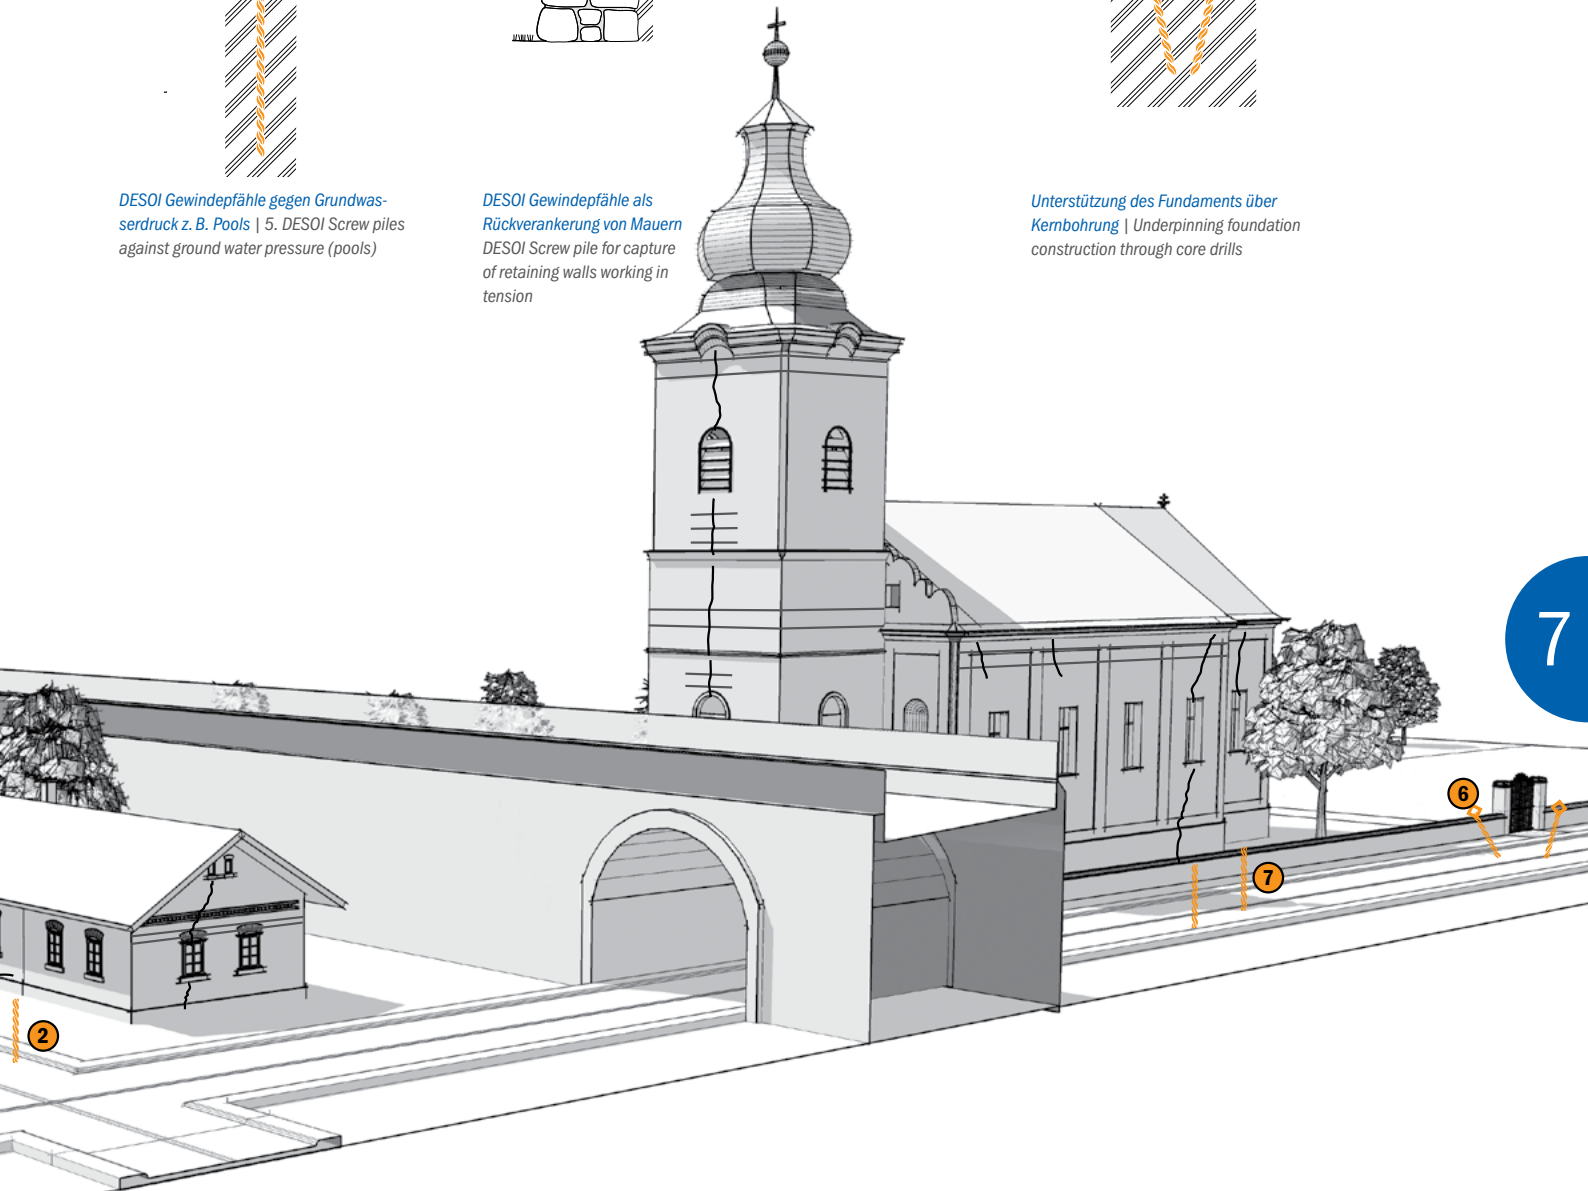 DESOI Gewindepfähle gegen Grundwas-
serdruck z. B. Pools | 5. DESOI Screw piles
against ground water pressure (pools)
DESOI Gewindepfähle als
Rückverankerung von Mauern
DESOI Screw pile for capture
of retaining walls working in
tension
Unterstützung des Fundaments über
Kernbohrung | Underpinning foundation
construction through core drills
7
6
7
2